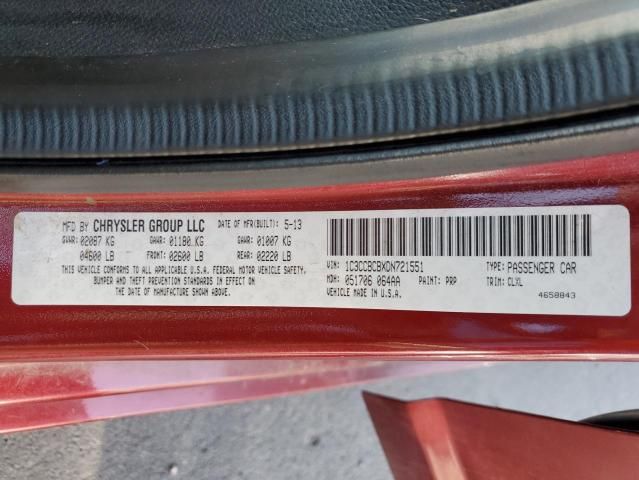 MFD BY CHRYSLER GROUP LLC DATE OF MFR(BUILT): 5-13
GVWR: 02087 KG GAWR: 01180 KG GAWR: 01007 KG
04600 LB FRONT: 02600 LB REAR: 02220 LB
THIS VEHICLE CONFORMS TO ALL APPLICABLE U.S.A. FEDERAL MOTOR VEHICLE SAFETY,
BUMPER AND THEFT PREVENTION STANDARDS IN EFFECT ON
THE DATE OF MANUFACTURE SHOWN ABOVE.
VIN: 1C3CCBCBXDN721551 TYPE: PASSENGER CAR
MDH: 051706 064AA PAINT: PRP TRIM: CLXL
VEHICLE MADE IN U.S.A. 4658843